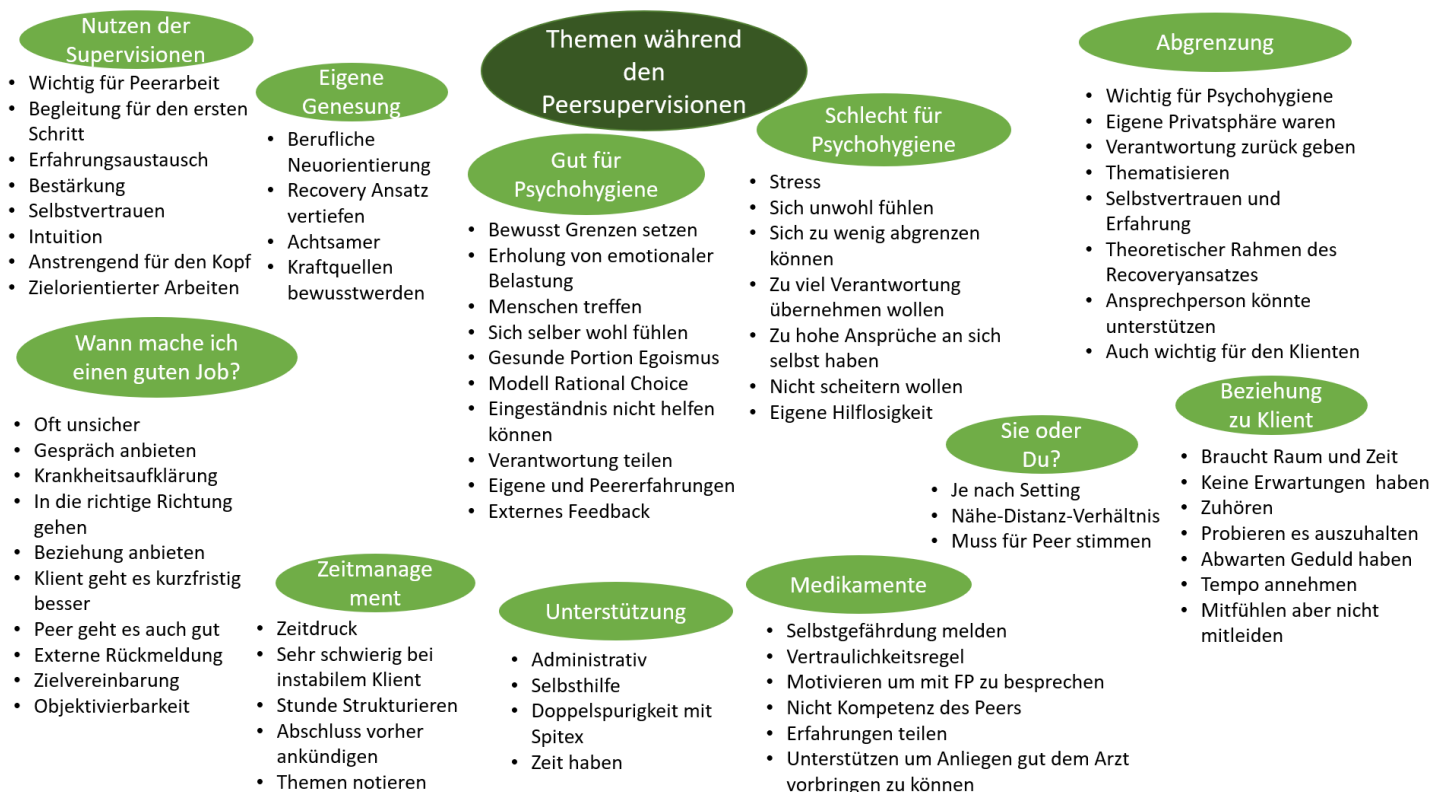 Themen während
den
Peersupervisionen
Nutzen der
Supervisionen
• Wichtig für Peerarbeit
• Begleitung für den ersten
Schritt
• Erfahrungsaustausch
• Bestärkung
• Selbstvertrauen
• Intuition
• Anstrengend für den Kopf
• Zielorientierter Arbeiten
Eigene
Genesung
• Berufliche
Neuorientierung
• Recovery Ansatz
vertiefen
• Achtsamer
• Kraftquellen
bewusstwerden
Gut für
Psychohygiene
• Bewusst Grenzen setzen
• Erholung von emotionaler
Belastung
• Menschen treffen
• Sich selber wohl fühlen
• Gesunde Portion Egoismus
• Modell Rational Choice
• Eingeständnis nicht helfen
können
• Verantwortung teilen
• Eigene und Peererfahrungen
• Externes Feedback
Schlecht für
Psychohygiene
• Stress
• Sich unwohl fühlen
• Sich zu wenig abgrenzen
können
• Zu viel Verantwortung
übernehmen wollen
• Zu hohe Ansprüche an sich
selbst haben
• Nicht scheitern wollen
• Eigene Hilflosigkeit
Abgrenzung
• Wichtig für Psychohygiene
• Eigene Privatsphäre waren
• Verantwortung zurück geben
• Thematisieren
• Selbstvertrauen und
Erfahrung
• Theoretischer Rahmen des
Recoveryansatzes
• Ansprechperson könnte
unterstützen
• Auch wichtig für den Klienten
Wann mache ich
einen guten Job?
• Oft unsicher
• Gespräch anbieten
• Krankheitsaufklärung
• In die richtige Richtung
gehen
• Beziehung anbieten
• Klient geht es kurzfristig
besser
• Peer geht es auch gut
• Externe Rückmeldung
• Zielvereinbarung
• Objektivierbarkeit
Zeitmanage
ment
• Zeitdruck
• Sehr schwierig bei
instabilem Klient
• Stunde Strukturieren
• Abschluss vorher
ankündigen
• Themen notieren
Unterstützung
• Administrativ
• Selbsthilfe
• Doppelspurigkeit mit
Spitex
• Zeit haben
Medikamente
• Selbstgefährdung melden
• Vertraulichkeitsregel
• Motivieren um mit FP zu besprechen
• Nicht Kompetenz des Peers
• Erfahrungen teilen
• Unterstützen um Anliegen gut dem Arzt
vorbringen zu können
Sie oder
Du?
• Je nach Setting
• Nähe-Distanz-Verhältnis
• Muss für Peer stimmen
Beziehung
zu Klient
• Braucht Raum und Zeit
• Keine Erwartungen haben
• Zuhören
• Probieren es auszuhalten
• Abwarten Geduld haben
• Tempo annehmen
• Mitfühlen aber nicht
mitleiden